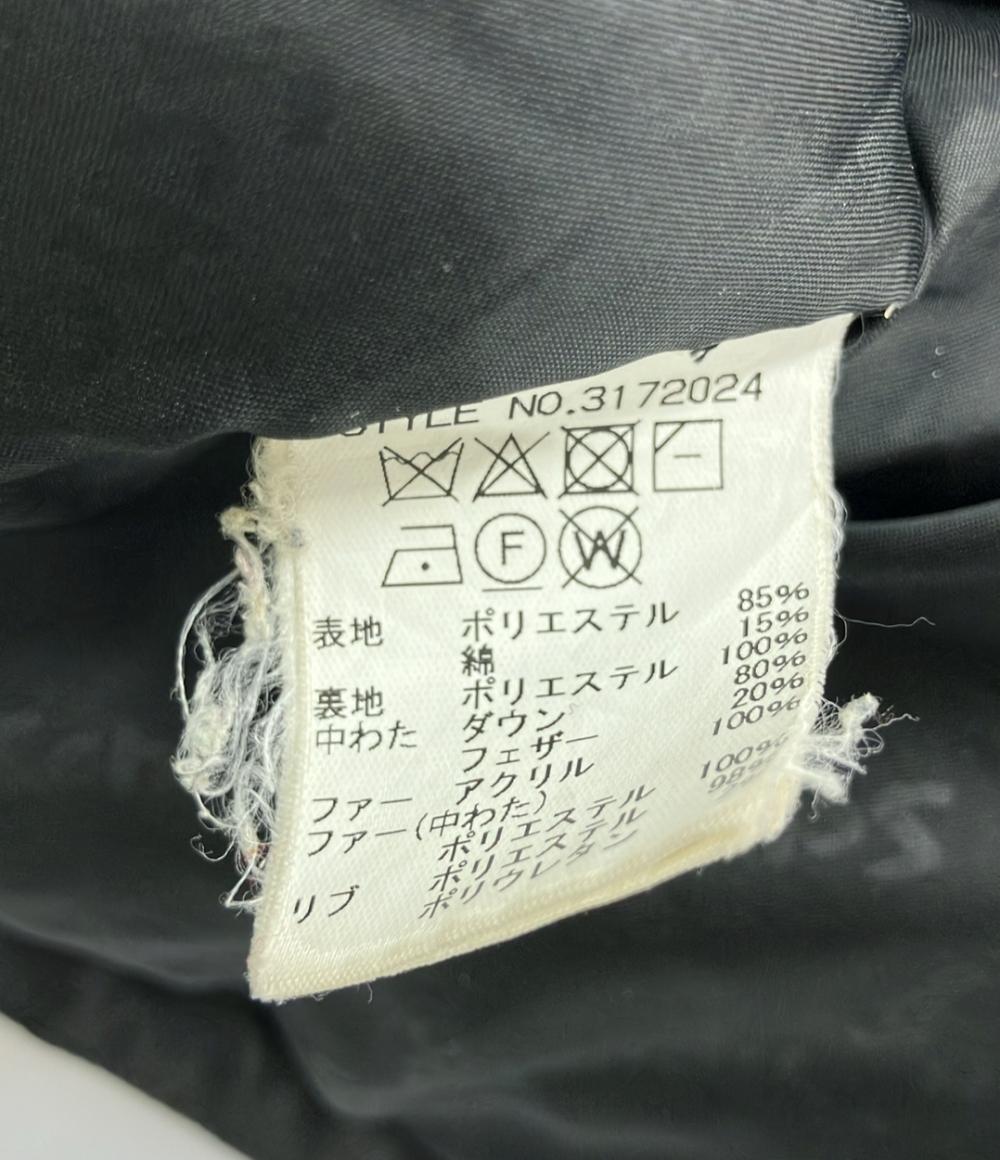 STYLE NO.3172024
F
W
表地 ポリエステル 85%
綿 15%
裏地 ポリエステル 100%
中わた ダウン 80%
フェザー 20%
ファー アクリル 100%
ファー(中わた)
ポリエステル 100%
リブ ポリエステル 98%
ポリウレタン